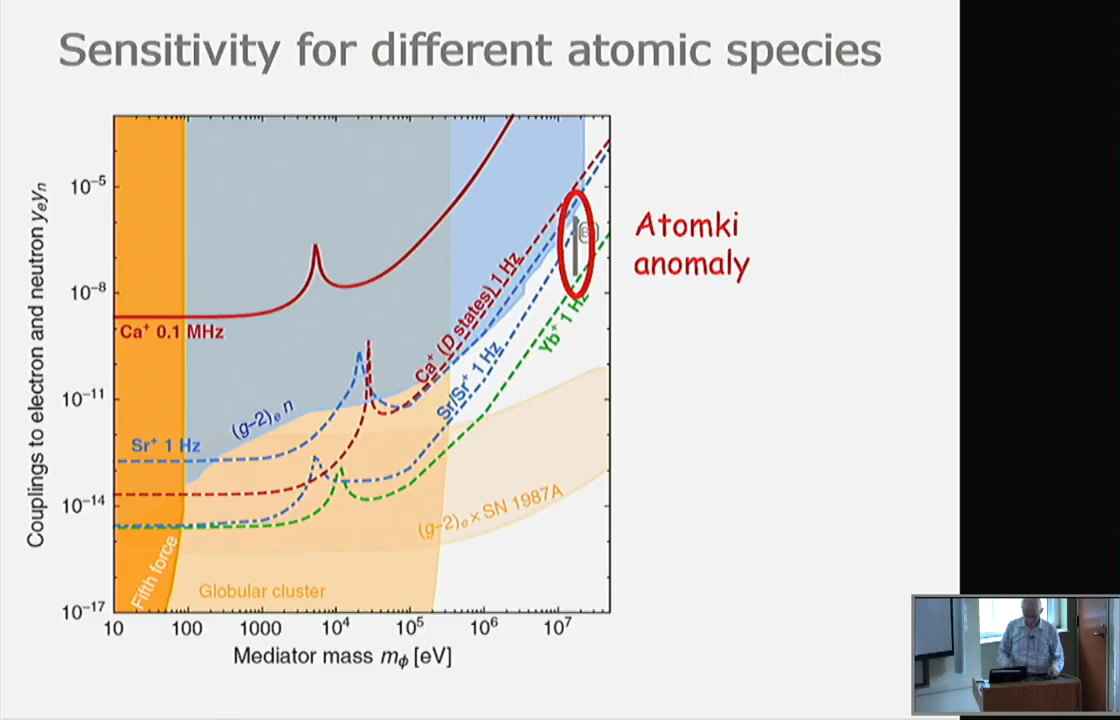 Sensitivity for different atomic species
Couplings to electron and neutron yₑyₙ
10⁻⁵
10⁻⁸
10⁻¹¹
10⁻¹⁴
10⁻¹⁷
Ca⁺ 0.1 MHz
Ca⁺ (D states) 1 Hz
Sr/Sr⁺ 1 Hz
Yb⁺ 1 Hz
(g−2)ₑ n
Sr⁺ 1 Hz
(g−2)ₑ × SN 1987A
Fifth force
Globular cluster
Be
Atomki
anomaly
10 100 1000 10⁴ 10⁵ 10⁶ 10⁷
Mediator mass mϕ [eV]